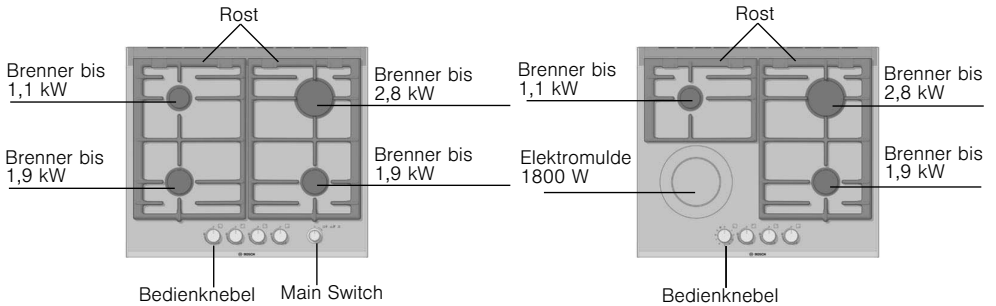 Rost
Brenner bis
1,1 kW
Brenner bis
2,8 kW
Brenner bis
1,9 kW
Brenner bis
1,9 kW
BOSCH
Bedienknebel
Main Switch
Rost
Brenner bis
1,1 kW
Brenner bis
2,8 kW
Elektromulde
1800 W
Brenner bis
1,9 kW
BOSCH
Bedienknebel